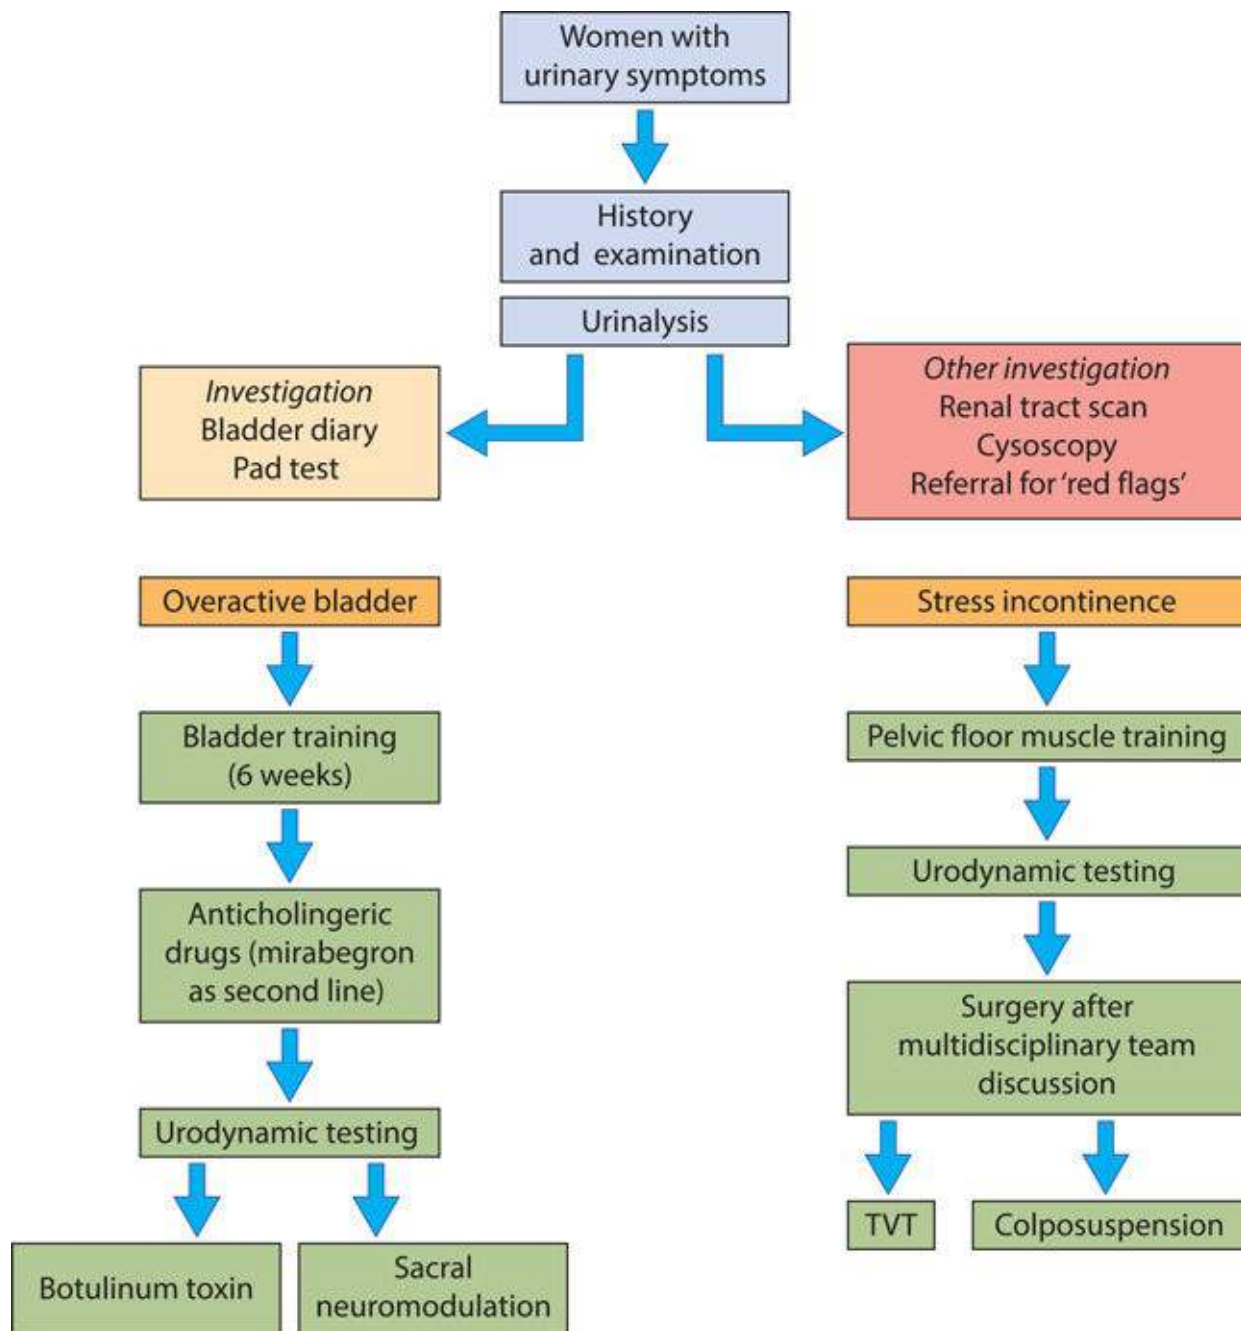 Women with
urinary symptoms
History
and examination
Urinalysis
Investigation
Bladder diary
Pad test
Other investigation
Renal tract scan
Cysoscopy
Referral for ‘red flags’
Overactive bladder
Bladder training
(6 weeks)
Anticholingeric
drugs (mirabegron
as second line)
Urodynamic testing
Botulinum toxin
Sacral
neuromodulation
Stress incontinence
Pelvic floor muscle training
Urodynamic testing
Surgery after
multidisciplinary team
discussion
TVT
Colposuspension